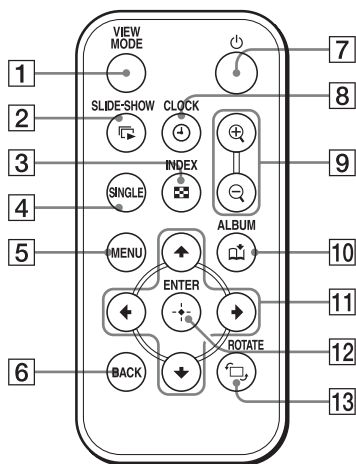 VIEW
MODE
1
7
8
SLIDE-SHOW CLOCK
2
3
INDEX
9
4
SINGLE
ALBUM
5
MENU
10
ENTER
11
12
6
BACK
ROTATE
13